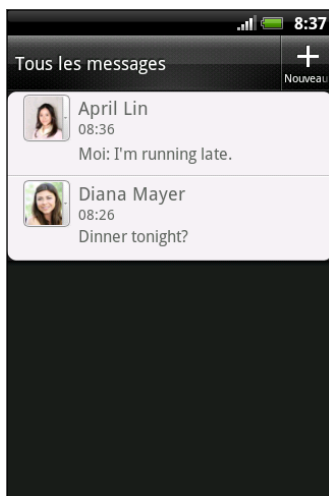 8:37
Tous les messages
Nouveau
April Lin
08:36
Moi: I'm running late.
Diana Mayer
08:26
Dinner tonight?